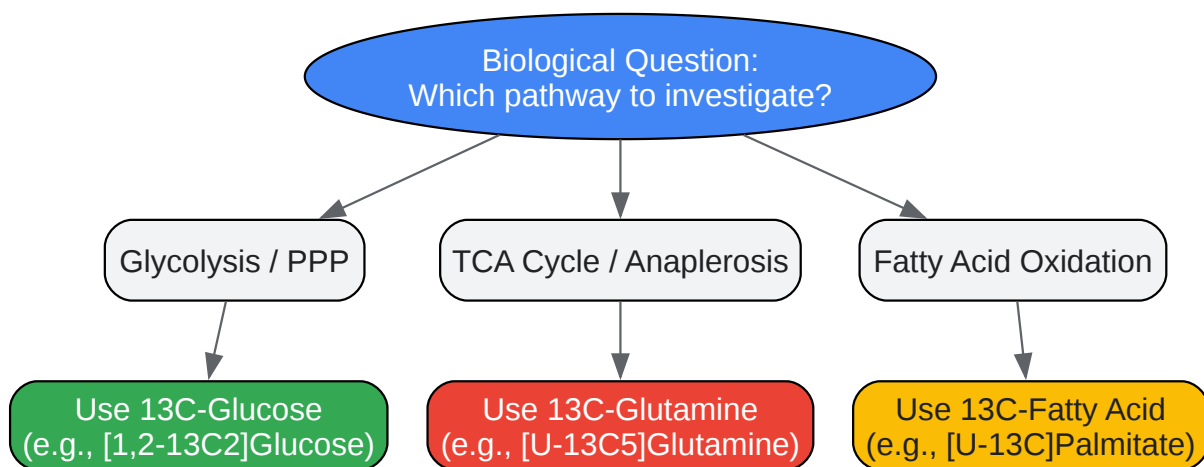 Biological Question:
Which pathway to investigate?
Glycolysis / PPP
TCA Cycle / Anaplerosis
Fatty Acid Oxidation
Use 13C-Glucose
(e.g., [1,2-13C2]Glucose)
Use 13C-Glutamine
(e.g., [U-13C5]Glutamine)
Use 13C-Fatty Acid
(e.g., [U-13C]Palmitate)